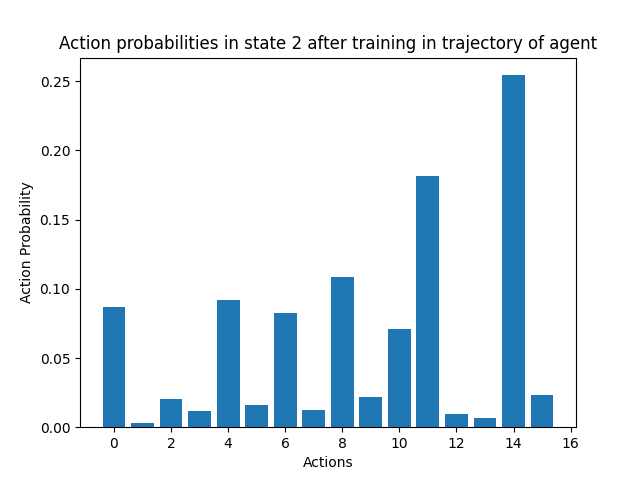 Action probabilities in state 2 after training in trajectory of agent
0.25
0.20
0.15
0.10
0.05
0.00
Action Probability
0 2 4 6 8 10 12 14 16
Actions